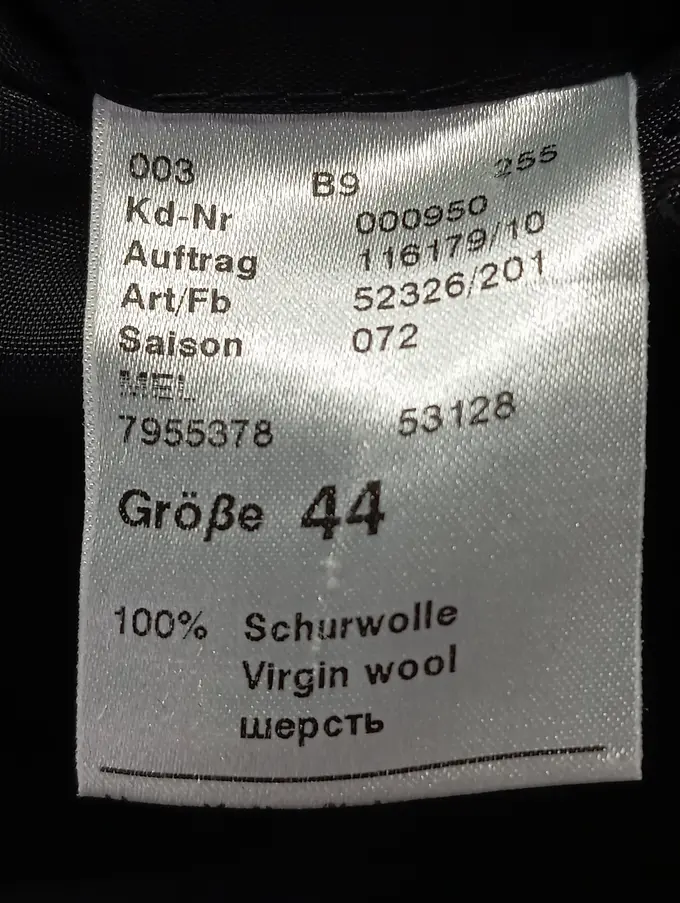 003 B9 255
Kd-Nr 000950
Auftrag 116179/10
Art/Fb 52326/201
Saison 072
MEL
7955378 53128
Größe 44
100% Schurwolle
Virgin wool
шерсть